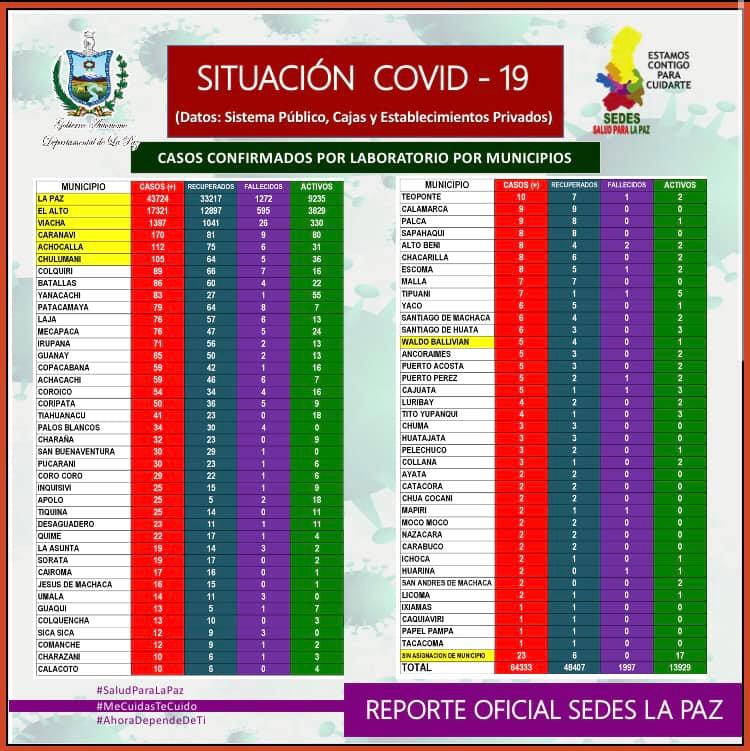 Gobierno Autónomo
Departamental de La Paz
SITUACIÓN COVID - 19
(Datos: Sistema Público, Cajas y Establecimientos Privados)
ESTAMOS
CONTIGO
PARA
CUIDARTE
SEDES
SALUD PARA LA PAZ
CASOS CONFIRMADOS POR LABORATORIO POR MUNICIPIOS
MUNICIPIO CASOS (+) RECUPERADOS FALLECIDOS ACTIVOS
LA PAZ 43724 33217 1272 9235
EL ALTO 17321 12897 595 3829
VIACHA 1397 1041 26 330
CARANAVI 170 81 9 80
ACHOCALLA 112 75 6 31
CHULUMANI 105 64 5 36
COLQUIRI 89 66 7 16
BATALLAS 86 60 4 22
YANACACHI 83 27 1 55
PATACAMAYA 79 64 8 7
LAJA 76 57 6 13
MECAPACA 76 47 5 24
IRUPANA 71 56 2 13
GUANAY 65 50 2 13
COPACABANA 59 42 1 16
ACHACACHI 59 46 6 7
COROICO 54 34 4 16
CORIPATA 50 36 5 9
TIAHUANACU 41 23 0 18
PALOS BLANCOS 34 30 4 0
CHARAÑA 32 23 0 9
SAN BUENAVENTURA 30 29 1 0
PUCARANI 30 23 1 6
CORO CORO 29 22 1 6
INQUISIVI 25 15 1 9
APOLO 25 5 2 18
TIQUINA 25 14 0 11
DESAGUADERO 23 11 1 11
QUIME 22 17 1 4
LA ASUNTA 19 14 3 2
SORATA 19 17 0 2
CAIROMA 17 16 0 1
JESUS DE MACHACA 16 15 0 1
UMALA 14 11 3 0
GUAQUI 13 5 1 7
COLQUENCHA 13 10 0 3
SICA SICA 12 9 3 0
COMANCHE 12 9 1 2
CHARAZANI 10 6 1 3
CALACOTO 10 6 0 4
MUNICIPIO CASOS (+) RECUPERADOS FALLECIDOS ACTIVOS
TEOPONTE 10 7 1 2
CALAMARCA 9 9 0 0
PALCA 9 8 0 1
SAPAHAQUI 8 8 0 0
ALTO BENI 8 4 2 2
CHACARILLA 8 6 0 2
ESCOMA 8 5 1 2
MALLA 7 7 0 0
TIPUANI 7 1 1 5
YACO 6 5 0 1
SANTIAGO DE MACHACA 6 4 0 2
SANTIAGO DE HUATA 6 3 0 3
WALDO BALLIVIAN 5 4 0 1
ANCORAIMES 5 3 0 2
PUERTO ACOSTA 5 3 0 2
PUERTO PEREZ 5 2 1 2
CAJUATA 5 1 1 3
LURIBAY 4 2 0 2
TITO YUPANQUI 4 1 0 3
CHUMA 3 3 0 0
HUATAJATA 3 3 0 0
PELECHUCO 3 2 0 1
COLLANA 3 1 0 2
AYATA 2 2 0 0
CATACORA 2 2 0 0
CHUA COCANI 2 2 0 0
MAPIRI 2 1 1 0
MOCO MOCO 2 2 0 0
NAZACARA 2 2 0 0
CARABUCO 2 2 0 0
ICHOCA 2 1 0 1
HUARINA 2 0 1 1
SAN ANDRES DE MACHACA 2 0 0 2
LICOMA 2 1 0 1
IXIAMAS 1 1 0 0
CAQUIAVIRI 1 1 0 0
PAPEL PAMPA 1 1 0 0
TACACOMA 1 1 0 0
SIN ASIGNACION DE MUNICIPIO 23 6 0 17
TOTAL 64333 48407 1997 13929
#SaludParaLaPaz
#MeCuidasTeCuido
#AhoraDependeDeTi
REPORTE OFICIAL SEDES LA PAZ